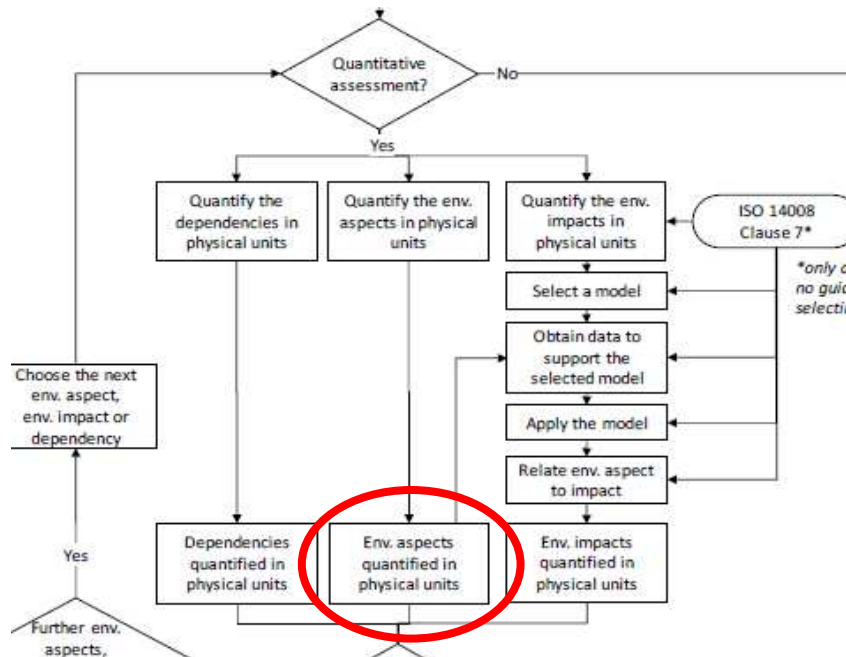 Quantitative
assessment?
No
Yes
Quantify the
dependencies in
physical units
Quantify the env.
aspects in physical
units
Quantify the env.
impacts in
physical units
ISO 14008
Clause 7*
*only
no
Select a model
Obtain data to
support the
selected model
Choose the next
env. aspect,
env. impact or
dependency
Apply the model
Relate env. aspect
to impact
Yes
Dependencies
quantified in
physical units
Env. aspects
quantified in
physical units
Env. impacts
quantified in
physical units
Further env.
aspects,